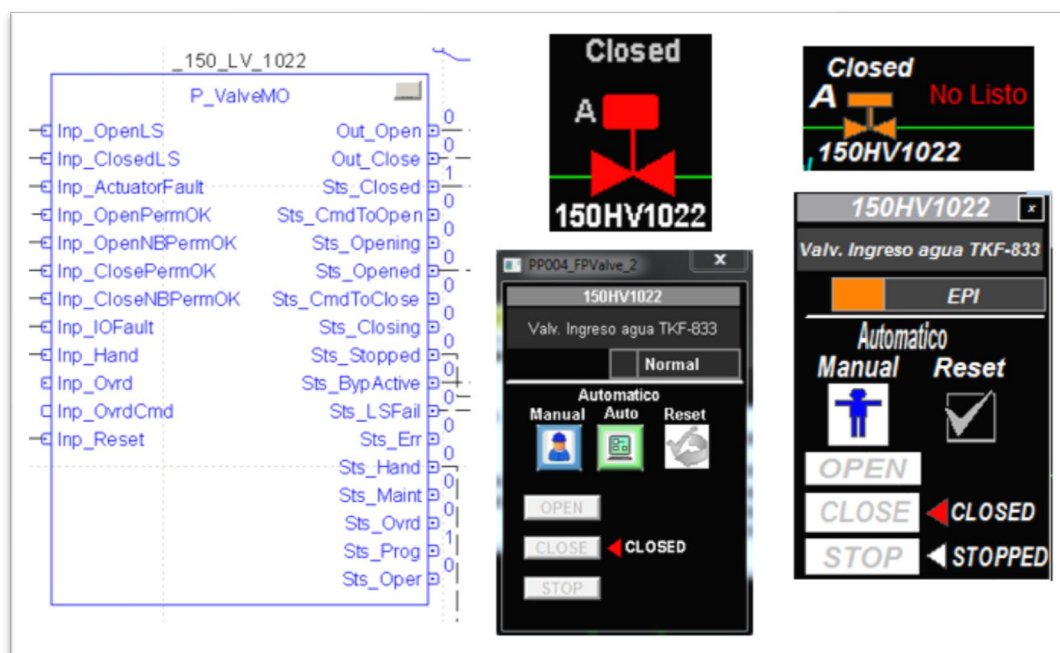 _150_LV_1022
P_ValveMO
...
Inp_OpenLS Out_Open 0
Inp_ClosedLS Out_Close 0
Inp_ActuatorFault Sts_Closed 1
Inp_OpenPermOK Sts_CmdToOpen 0
Inp_OpenNBPermOK Sts_Opening 0
Inp_ClosePermOK Sts_Opened 0
Inp_CloseNBPermOK Sts_CmdToClose 0
Inp_IOFault Sts_Closing 0
Inp_Hand Sts_Stopped 0
Inp_Ovrd Sts_BypActive 0
Inp_OvrdCmd Sts_LSFail 0
Inp_Reset Sts_Err 0
Sts_Hand 0
Sts_Maint 0
Sts_Ovrd 0
Sts_Prog 1
Sts_Oper 0
Closed
A
150HV1022
PP004_FPValve_2 x
150HV1022
Valv. Ingreso agua TKF-833
Normal
Automatico
Manual Auto Reset
OPEN
CLOSE CLOSED
STOP
Closed
A No Listo
150HV1022
150HV1022 x
Valv. Ingreso agua TKF-833
EPI
Automatico
Manual Reset
OPEN
CLOSE CLOSED
STOP STOPPED